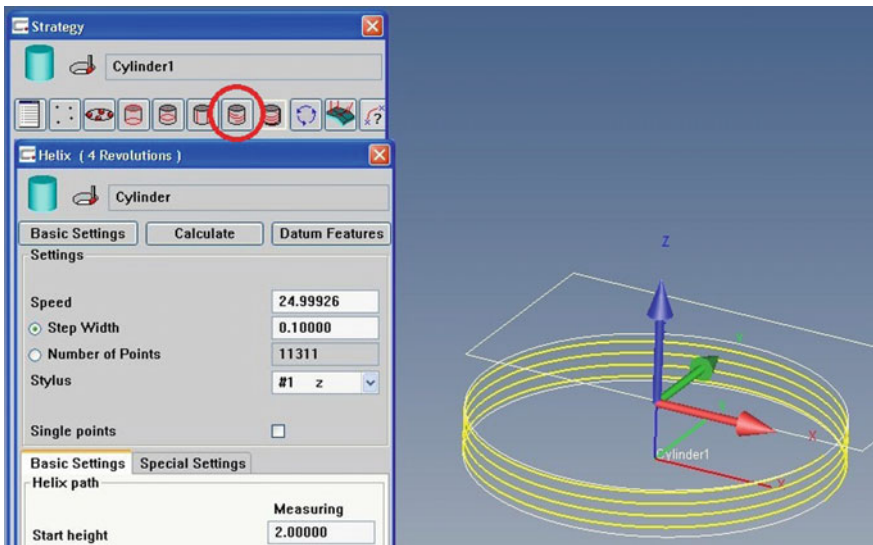 Strategy
Cylinder1
Helix ( 4 Revolutions )
Cylinder
Basic Settings Calculate Datum Features
Settings
Speed 24.99926
Step Width 0.10000
Number of Points 11311
Stylus #1 z
Single points
Basic Settings Special Settings
Helix path
Measuring
Start height 2.00000
Z
Y
X
Cylinder1